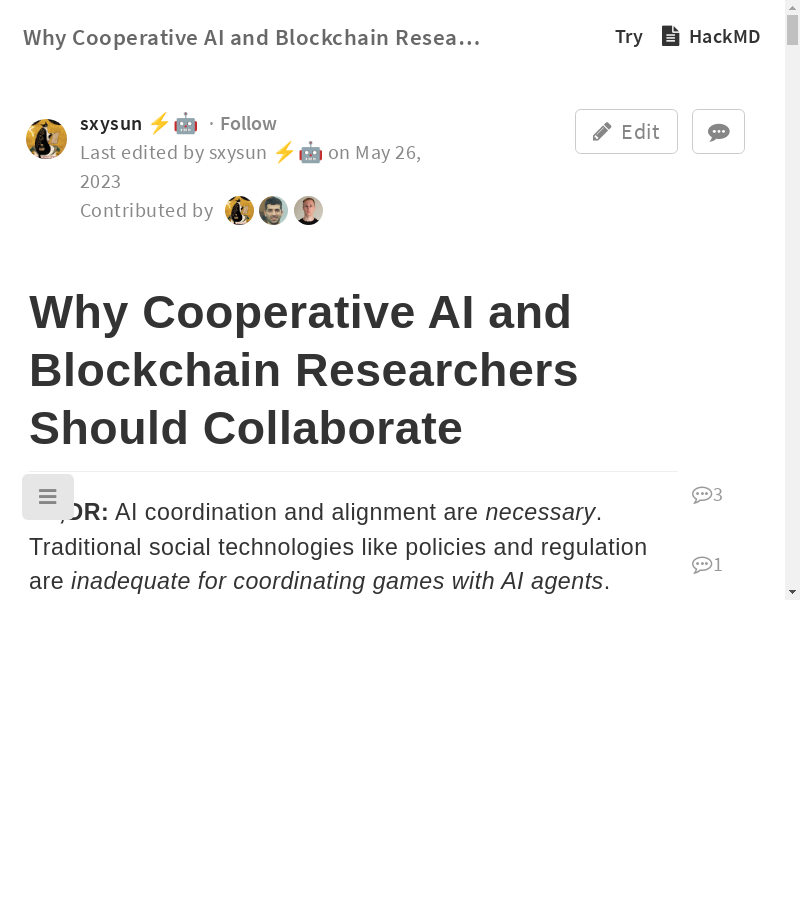 Why Cooperative AI and Blockchain Resea…
Try HackMD
sxysun ⚡🤖 · Follow
Last edited by sxysun ⚡🤖 on May 26,
2023
Contributed by
Edit
Why Cooperative AI and
Blockchain Researchers
Should Collaborate
DR: AI coordination and alignment are necessary.
3
Traditional social technologies like policies and regulation
1
are inadequate for coordinating games with AI agents.